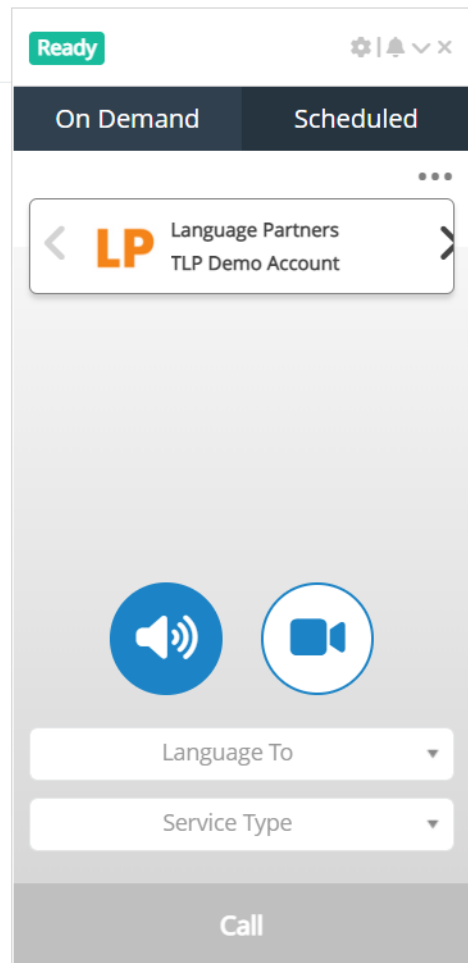 Ready
On Demand
Scheduled
LP
Language Partners
TLP Demo Account
Language To
Service Type
Call